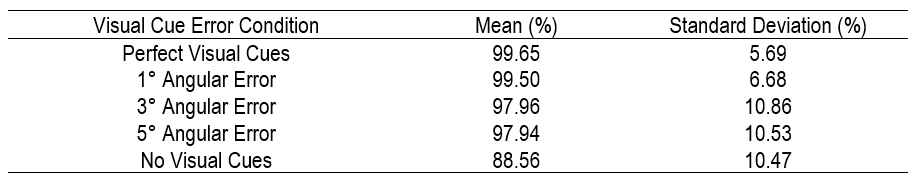 Visual Cue Error Condition Mean (%) Standard Deviation (%)
Perfect Visual Cues 99.65 5.69
1° Angular Error 99.50 6.68
3° Angular Error 97.96 10.86
5° Angular Error 97.94 10.53
No Visual Cues 88.56 10.47